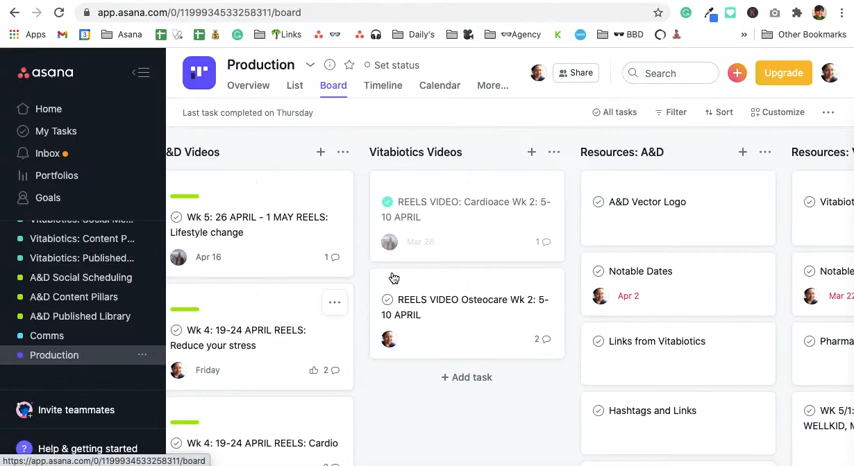 app.asana.com/0/1199934533258311/board
Apps
Asana
Links
Daily's
Agency
K
BBD
»
Other Bookmarks
asana
Home
My Tasks
Inbox
Portfolios
Goals
Vitabiotics: Content P...
Vitabiotics: Published...
A&D Social Scheduling
A&D Content Pillars
A&D Published Library
Comms
Production
Invite teammates
? Help & getting started
https://app.asana.com/0/1199934533258311/board
Production
Set status
Overview
List
Board
Timeline
Calendar
More...
Share
Search
Upgrade
Last task completed on Thursday
All tasks
Filter
Sort
Customize
&D Videos
Wk 5: 26 APRIL - 1 MAY REELS:
Lifestyle change
Apr 16
1
Wk 4: 19-24 APRIL REELS:
Reduce your stress
Friday
2
Wk 4: 19-24 APRIL REELS: Cardio
Vitabiotics Videos
REELS VIDEO: Cardioace Wk 2: 5-
10 APRIL
Mar 26
1
REELS VIDEO Osteocare Wk 2: 5-
10 APRIL
2
+ Add task
Resources: A&D
A&D Vector Logo
Notable Dates
Apr 2
Links from Vitabiotics
Hashtags and Links
Resources: V
Vitabiot
Notable
Mar 22
Pharma
WK 5/1:
WELLKID, M